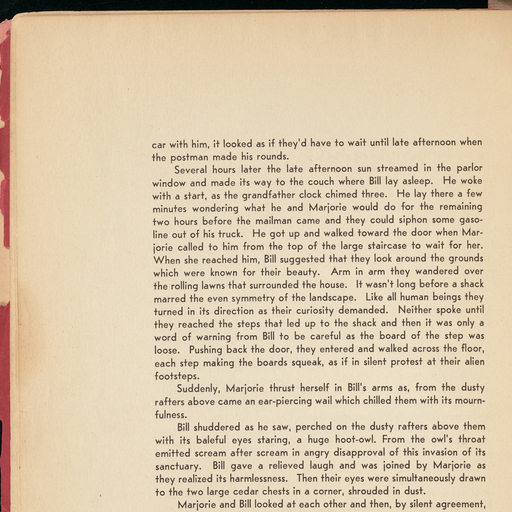 car with him, it looked as if they'd have to wait until late afternoon when
the postman made his rounds.
Several hours later the late afternoon sun streamed in the parlor
window and made its way to the couch where Bill lay asleep. He woke
with a start, as the grandfather clock chimed three. He lay there a few
minutes wondering what he and Marjorie would do for the remaining
two hours before the mailman came and they could siphon some gaso-
line out of his truck. He got up and walked toward the door when Mar-
jorie called to him from the top of the large staircase to wait for her.
When she reached him, Bill suggested that they look around the grounds
which were known for their beauty. Arm in arm they wandered over
the rolling lawns that surrounded the house. It wasn't long before a shack
marred the even symmetry of the landscape. Like all human beings they
turned in its direction as their curiosity demanded. Neither spoke until
they reached the steps that led up to the shack and then it was only a
word of warning from Bill to be careful as the board of the step was
loose. Pushing back the door, they entered and walked across the floor,
each step making the boards squeak, as if in silent protest at their alien
footsteps.
Suddenly, Marjorie thrust herself in Bill's arms as, from the dusty
rafters above came an ear-piercing wail which chilled them with its mourn-
fulness.
Bill shuddered as he saw, perched on the dusty rafters above them
with its baleful eyes staring, a huge hoot-owl. From the owl's throat
emitted scream after scream in angry disapproval of this invasion of its
sanctuary. Bill gave a relieved laugh and was joined by Marjorie as
they realized its harmlessness. Then their eyes were simultaneously drawn
to the two large cedar chests in a corner, shrouded in dust.
Marjorie and Bill looked at each other and then, by silent agreement,